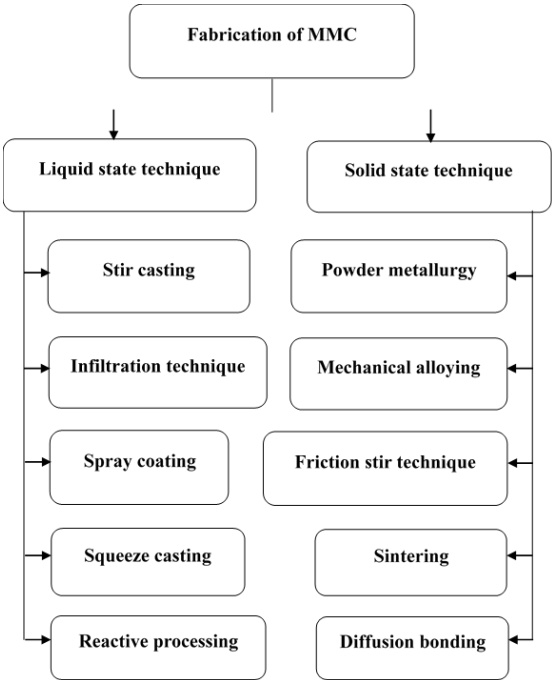 Fabrication of MMC
Liquid state technique
Solid state technique
Stir casting
Powder metallurgy
Infiltration technique
Mechanical alloying
Spray coating
Friction stir technique
Squeeze casting
Sintering
Reactive processing
Diffusion bonding